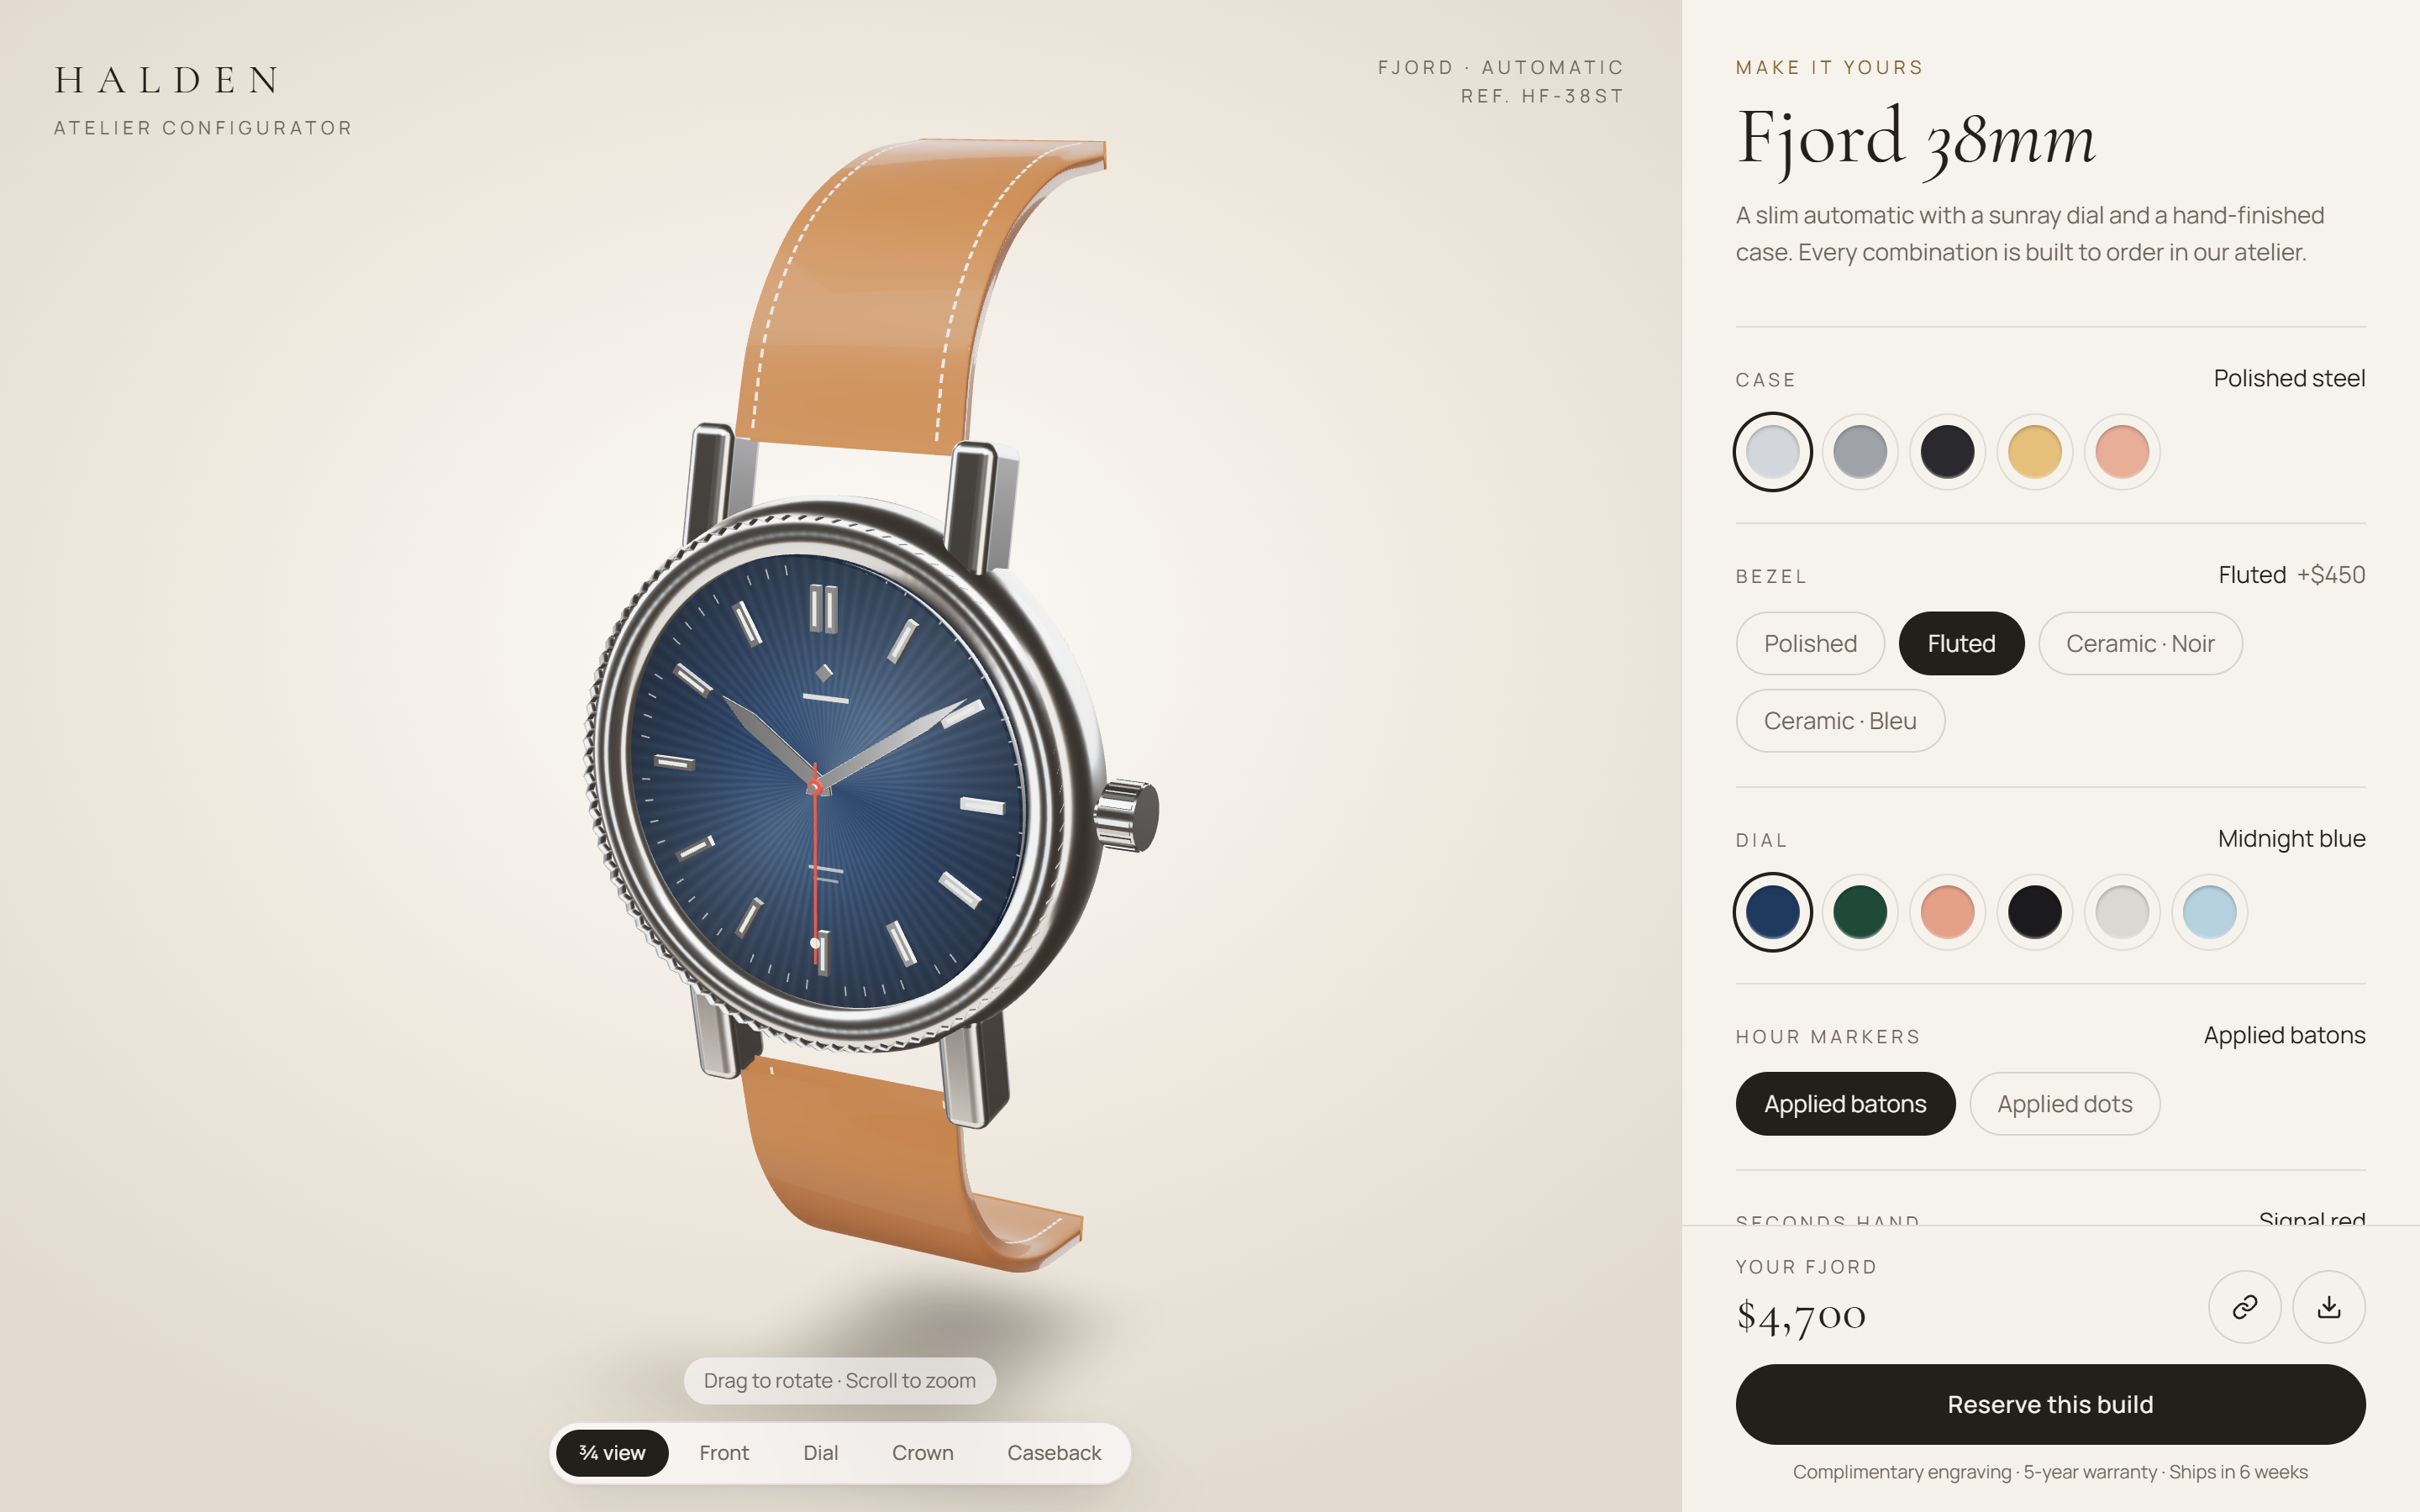 HALDEN
ATELIER CONFIGURATOR
FJORD · AUTOMATIC
REF. HF-38ST
MAKE IT YOURS
Fjord 38mm
A slim automatic with a sunray dial and a hand-finished
case. Every combination is built to order in our atelier.
CASE
Polished steel
BEZEL
Fluted +$450
Polished
Fluted
Ceramic · Noir
Ceramic · Bleu
DIAL
Midnight blue
HOUR MARKERS
Applied batons
Applied batons
Applied dots
SECONDS HAND
Signal red
YOUR FJORD
$4,700
Reserve this build
Complimentary engraving · 5-year warranty · Ships in 6 weeks
Drag to rotate · Scroll to zoom
¾ view
Front
Dial
Crown
Caseback